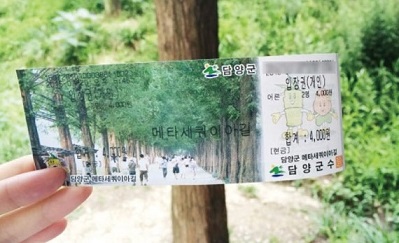 담양군
메타세쿼이아길
담양군 메타세쿼이아길
입장권(개인)
어른 2명 4,000원
합계 : 4,000원
[현금]
담양군 메타세쿼이아길
담양군수